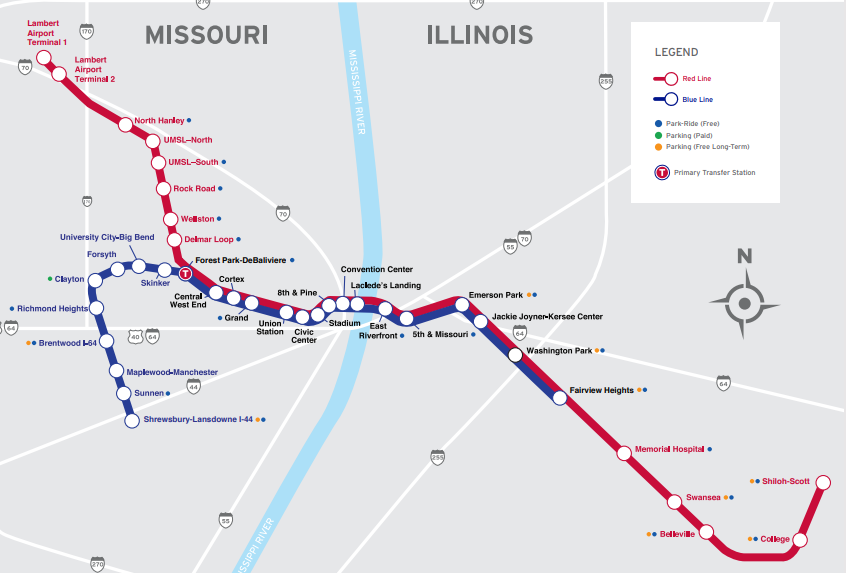 270
270
MISSOURI
ILLINOIS
Lambert
Airport
Terminal 1
170
LEGEND
Lambert
Airport
Terminal 2
70
Red Line
255
Blue Line
MISSISSIPPI RIVER
North Hanley
Park-Ride (Free)
Parking (Paid)
UMSL–North
Parking (Free Long-Term)
UMSL–South
T
Primary Transfer Station
Rock Road
70
Wellston
University City-Big Bend
Delmar Loop
55
70
N
Forsyth
Forest Park-DeBaliviere
T
Convention Center
Clayton
Skinker
Cortex
Laclede's Landing
8th & Pine
Emerson Park
Central
West End
Richmond Heights
Grand
Union
Station
Civic
Center
Stadium
East
Riverfront
5th & Missouri
Jackie Joyner-Kersee Center
64
40
64
64
Brentwood I-64
Washington Park
Maplewood-Manchester
44
64
Sunnen
Fairview Heights
Shrewsbury-Lansdowne I-44
255
Memorial Hospital
Shiloh-Scott
Swansea
55
Belleville
College
SSIPPI RIVER
270